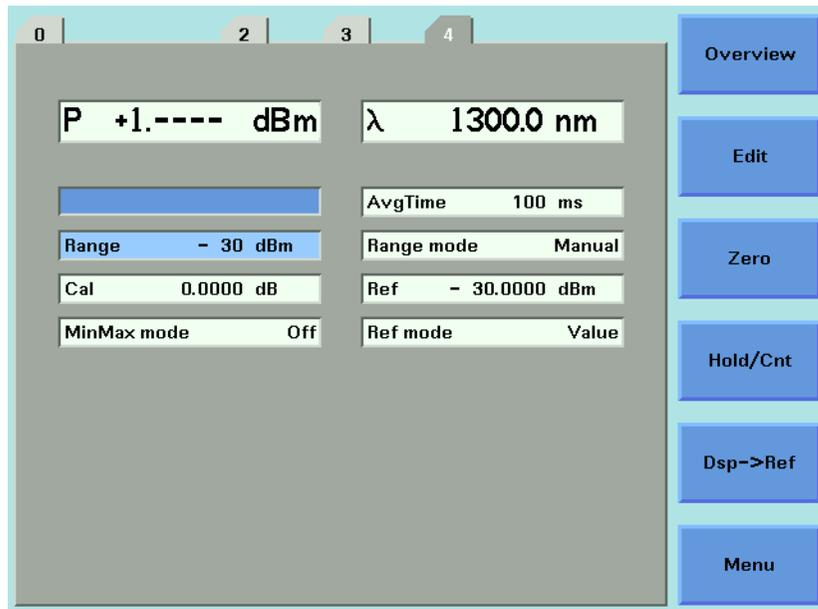 0 2 3 4
P +1.---- dBm λ 1300.0 nm
AvgTime 100 ms
Range - 30 dBm Range mode Manual
Cal 0.0000 dB Ref - 30.0000 dBm
MinMax mode Off Ref mode Value
Overview
Edit
Zero
Hold/Cnt
Dsp->Ref
Menu